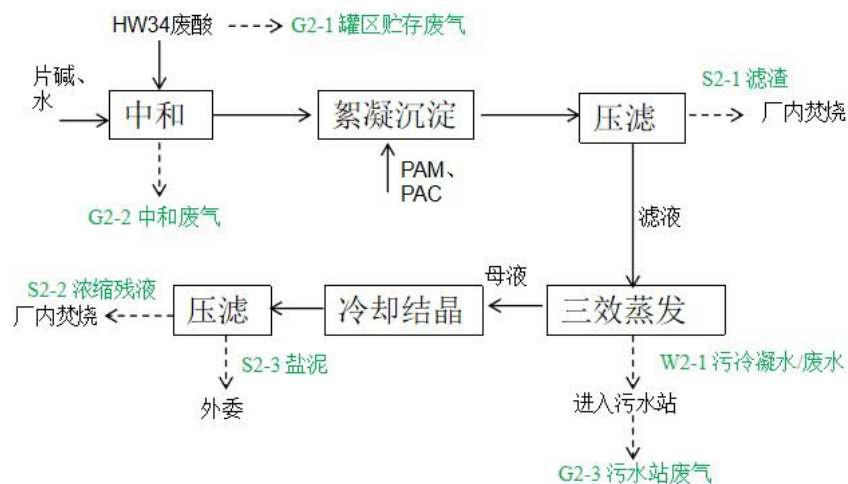 HW34废酸
G2-1 罐区贮存废气
片碱、
水
中和
絮凝沉淀
压滤
S2-1 滤渣
厂内焚烧
PAM、
PAC
G2-2 中和废气
滤液
母液
S2-2 浓缩残液
厂内焚烧
压滤
冷却结晶
三效蒸发
S2-3 盐泥
W2-1 污冷凝水/废水
外委
进入污水站
G2-3 污水站废气